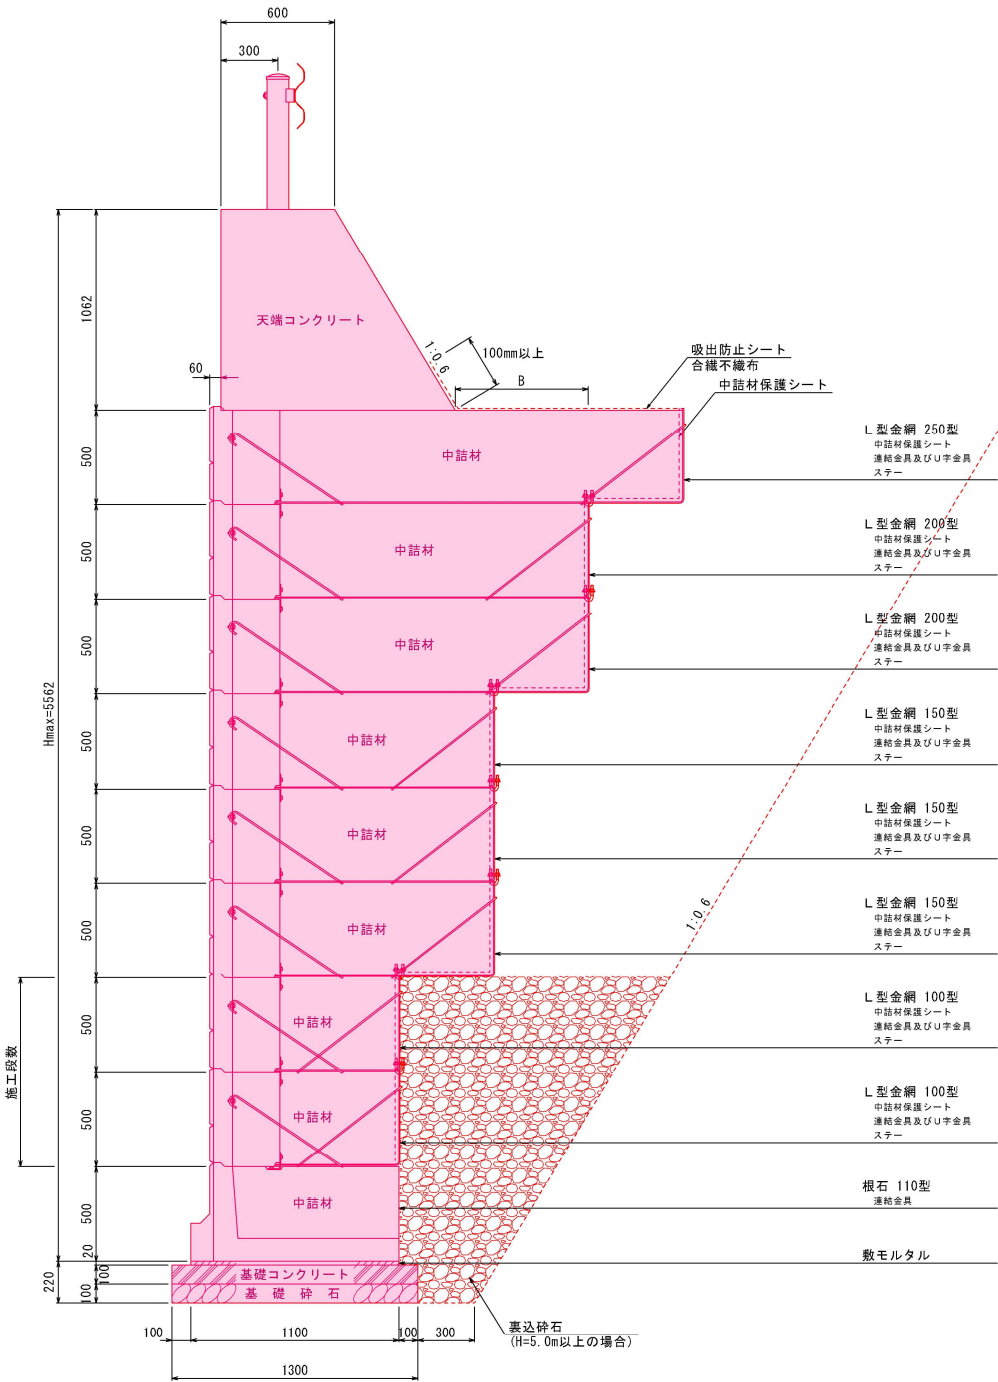 600
300
1062
天端コンクリート
1:0.6
100mm以上
B
吸出防止シート
合繊不織布
中詰材保護シート
60
500
中詰材
L型金網 250型
中詰材保護シート
連結金具及びU字金具
ステー
500
中詰材
L型金網 200型
中詰材保護シート
連結金具及びU字金具
ステー
500
中詰材
L型金網 200型
中詰材保護シート
連結金具及びU字金具
ステー
Hmax=5562
500
中詰材
L型金網 150型
中詰材保護シート
連結金具及びU字金具
ステー
500
中詰材
L型金網 150型
中詰材保護シート
連結金具及びU字金具
ステー
500
中詰材
1:0.6
L型金網 150型
中詰材保護シート
連結金具及びU字金具
ステー
施工段数
500
中詰材
L型金網 100型
中詰材保護シート
連結金具及びU字金具
ステー
500
中詰材
L型金網 100型
中詰材保護シート
連結金具及びU字金具
ステー
500
中詰材
根石 110型
連結金具
20
敷モルタル
220
100
100
基礎コンクリート
基礎砕石
100
1100
100
300
1300
裏込砕石
(H=5.0m以上の場合)